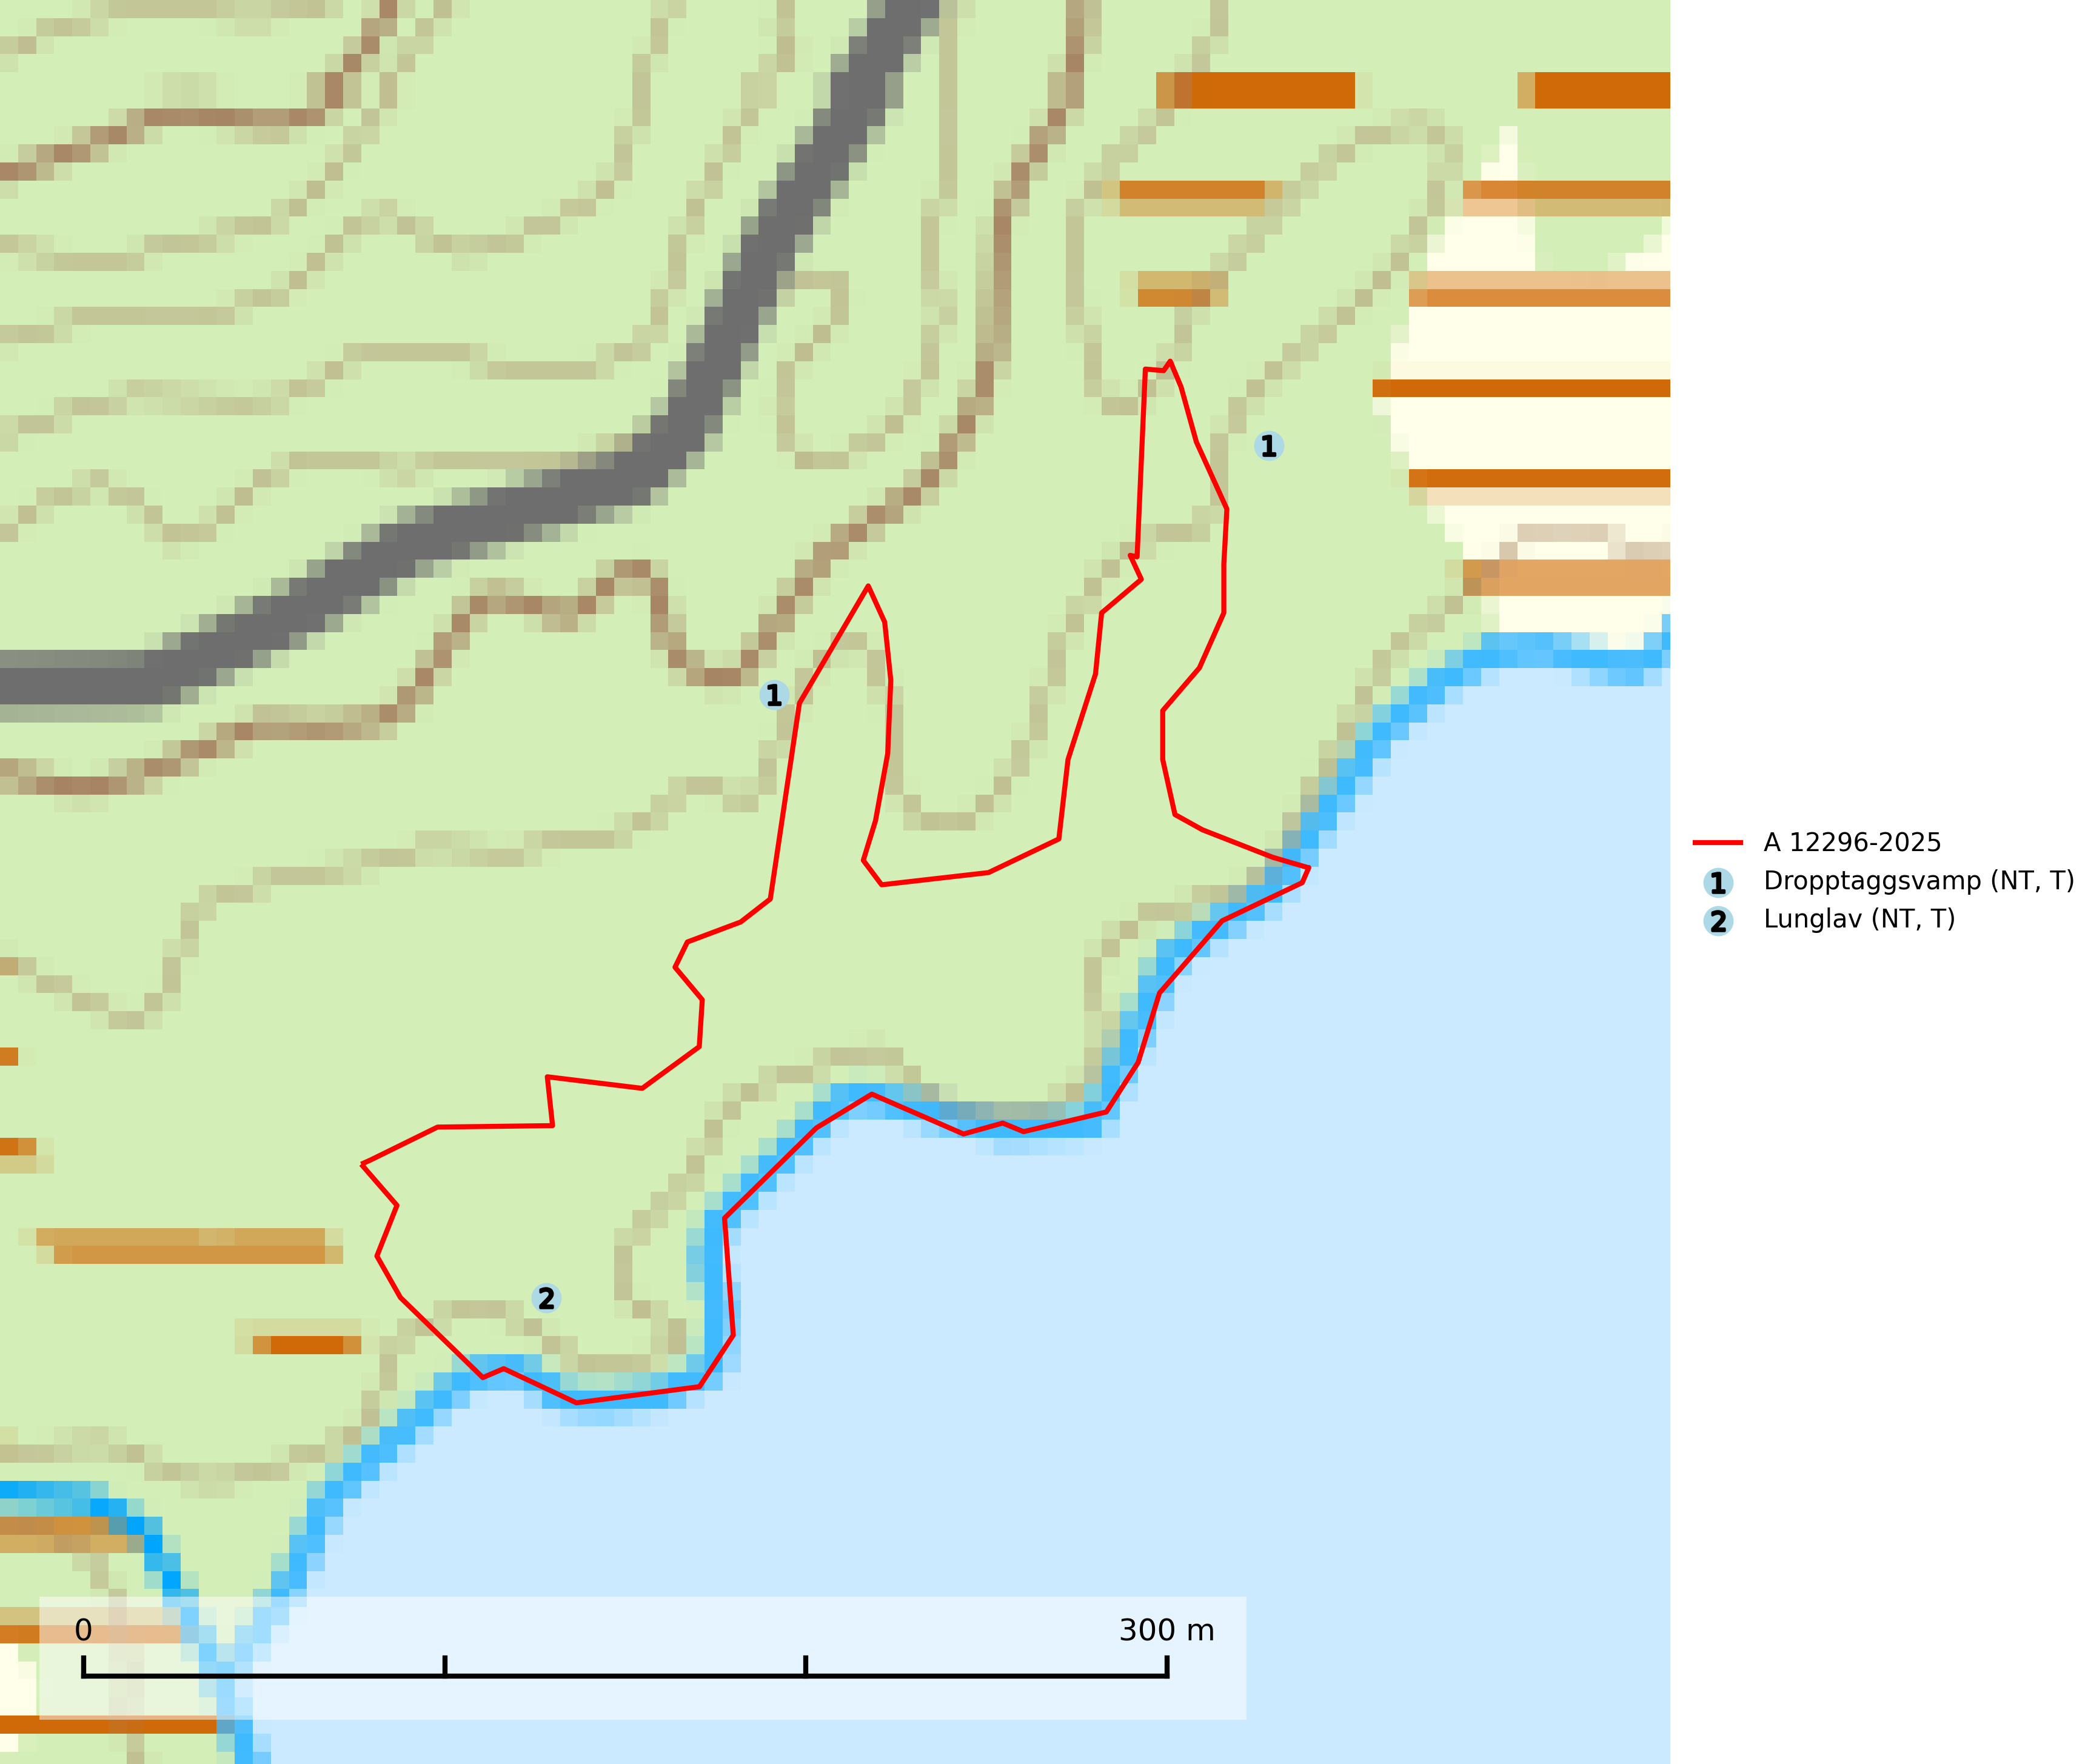 1
1
A 12296-2025
1 Dropptaggsvamp (NT, T)
2 Lunglav (NT, T)
2
0 300 m